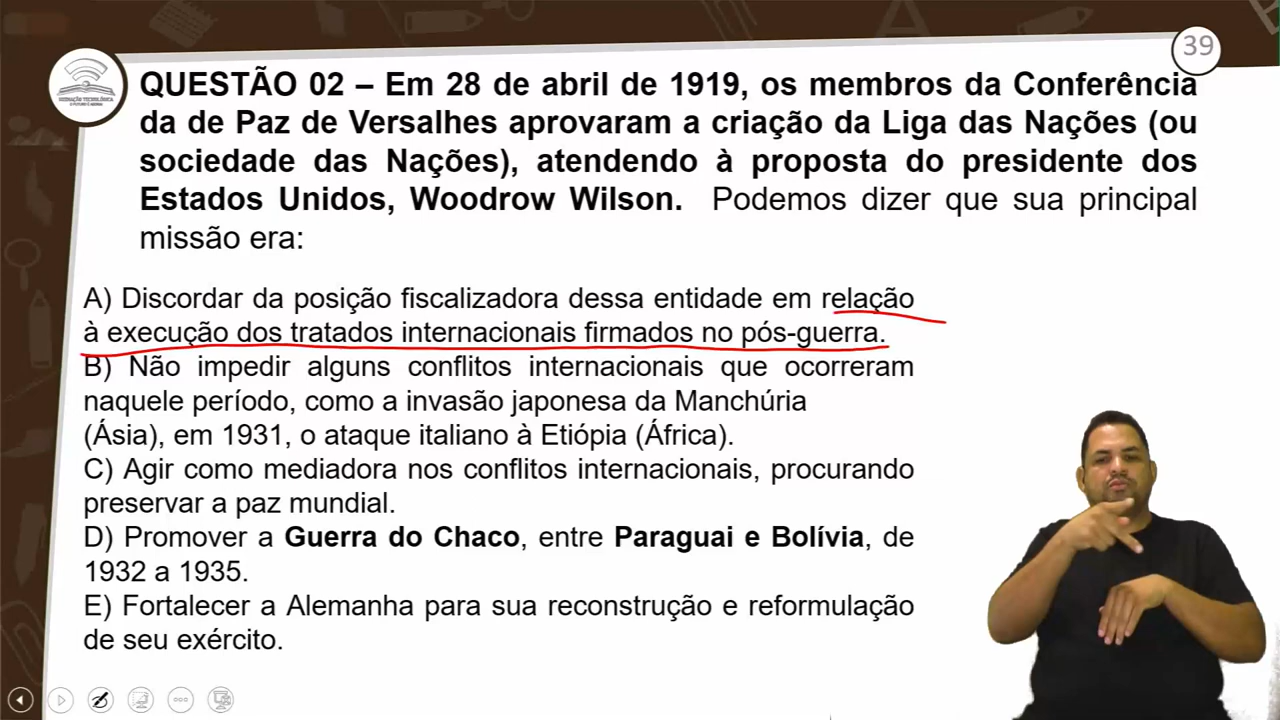 39
QUESTÃO 02 – Em 28 de abril de 1919, os membros da Conferência
da de Paz de Versalhes aprovaram a criação da Liga das Nações (ou
sociedade das Nações), atendendo à proposta do presidente dos
Estados Unidos, Woodrow Wilson. Podemos dizer que sua principal
missão era:
A) Discordar da posição fiscalizadora dessa entidade em relação
à execução dos tratados internacionais firmados no pós-guerra.
B) Não impedir alguns conflitos internacionais que ocorreram
naquele período, como a invasão japonesa da Manchúria
(Ásia), em 1931, o ataque italiano à Etiópia (África).
C) Agir como mediadora nos conflitos internacionais, procurando
preservar a paz mundial.
D) Promover a Guerra do Chaco, entre Paraguai e Bolívia, de
1932 a 1935.
E) Fortalecer a Alemanha para sua reconstrução e reformulação
de seu exército.